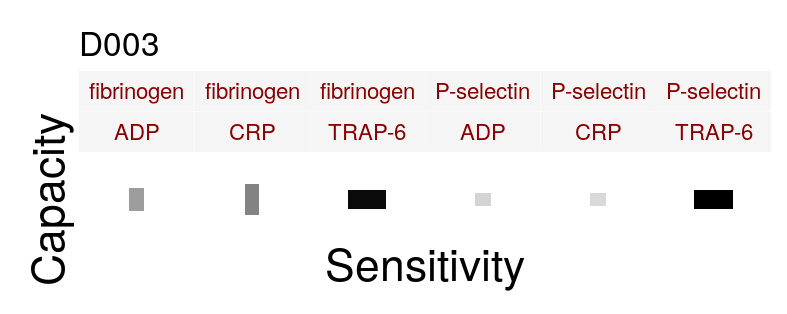 D003
fibrinogen fibrinogen fibrinogen P-selectin P-selectin P-selectin
ADP CRP TRAP-6 ADP CRP TRAP-6
Capacity
Sensitivity